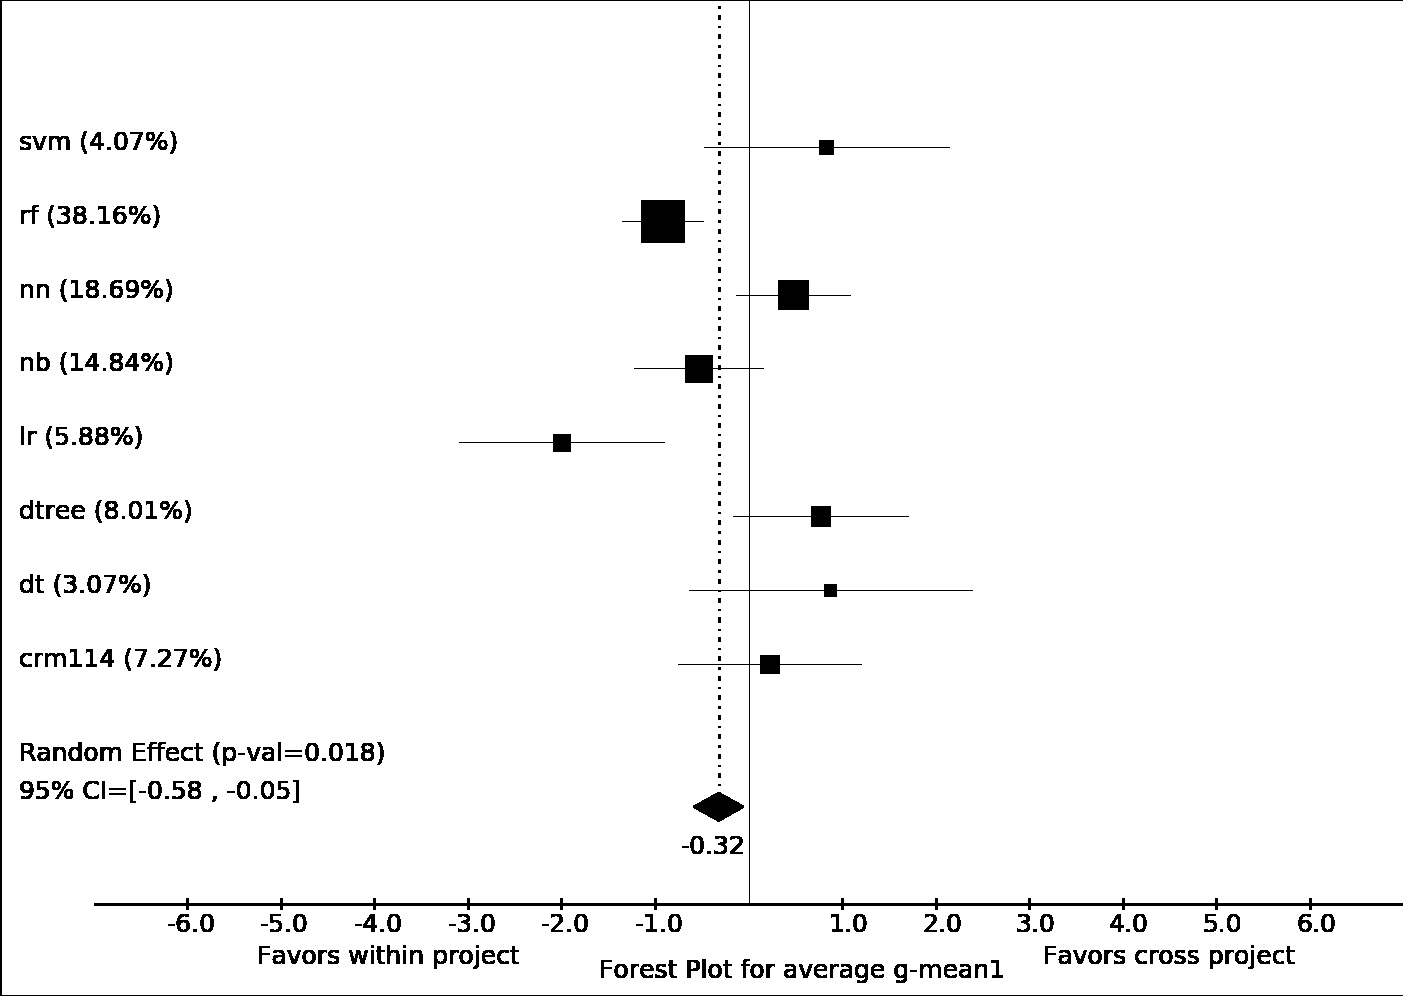 svm (4.07%)
rf (38.16%)
nn (18.69%)
nb (14.84%)
lr (5.88%)
dtree (8.01%)
dt (3.07%)
crm114 (7.27%)
Random Effect (p-val=0.018)
95% CI=[-0.58 , -0.05]
-0.32
-6.0 -5.0 -4.0 -3.0 -2.0 -1.0 1.0 2.0 3.0 4.0 5.0 6.0
Favors within project Favors cross project
Forest Plot for average g-mean1